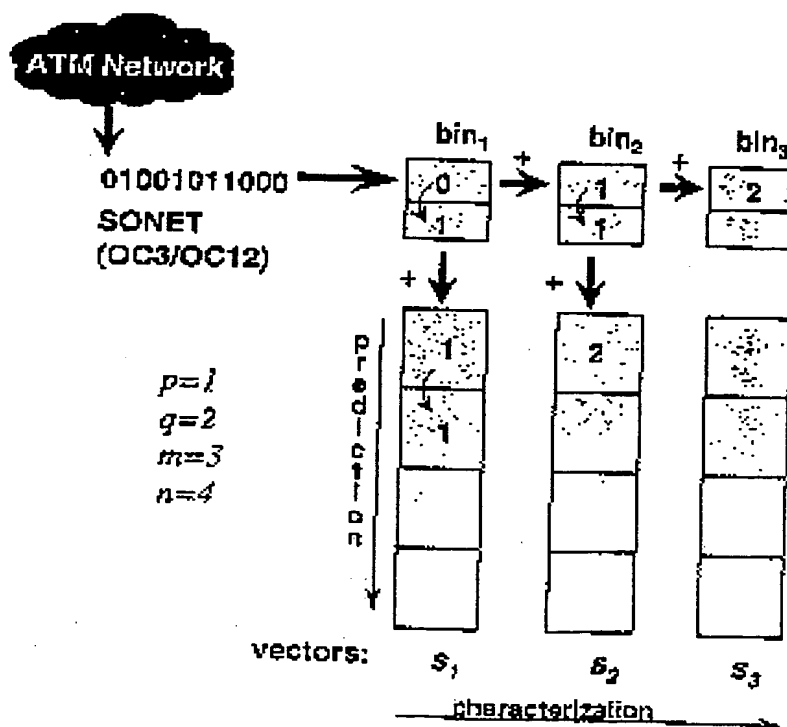 ATM Network
bin1 bin2 bin3
+ +
01001011000 0 1 2
1 1
SONET
(OC3/OC12)
+ +
prediction
1 2
1
p=1
q=2
m=3
n=4
vectors: s1 s2 s3
characterization